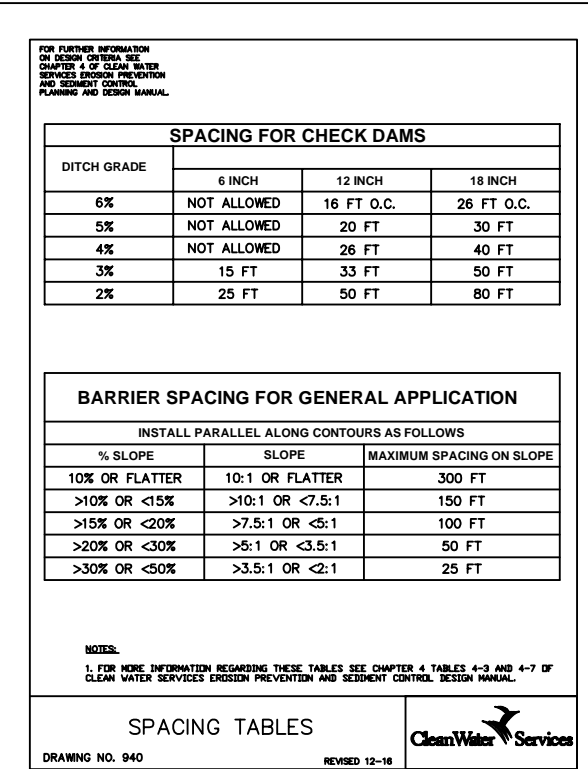 FOR FURTHER INFORMATION
ON DESIGN CRITERIA SEE
CHAPTER 4 OF CLEAN WATER
SERVICES EROSION PREVENTION
AND SEDIMENT CONTROL
PLANNING AND DESIGN MANUAL.
SPACING FOR CHECK DAMS
DITCH GRADE
6 INCH 12 INCH 18 INCH
6% NOT ALLOWED 16 FT O.C. 26 FT O.C.
5% NOT ALLOWED 20 FT 30 FT
4% NOT ALLOWED 26 FT 40 FT
3% 15 FT 33 FT 50 FT
2% 25 FT 50 FT 80 FT
BARRIER SPACING FOR GENERAL APPLICATION
INSTALL PARALLEL ALONG CONTOURS AS FOLLOWS
% SLOPE SLOPE MAXIMUM SPACING ON SLOPE
10% OR FLATTER 10:1 OR FLATTER 300 FT
>10% OR <15% >10:1 OR <7.5:1 150 FT
>15% OR <20% >7.5:1 OR <5:1 100 FT
>20% OR <30% >5:1 OR <3.5:1 50 FT
>30% OR <50% >3.5:1 OR <2:1 25 FT
NOTES:
1. FOR MORE INFORMATION REGARDING THESE TABLES SEE CHAPTER 4 TABLES 4-3 AND 4-7 OF
CLEAN WATER SERVICES EROSION PREVENTION AND SEDIMENT CONTROL DESIGN MANUAL.
SPACING TABLES
DRAWING NO. 940 REVISED 12-16
CleanWater Services